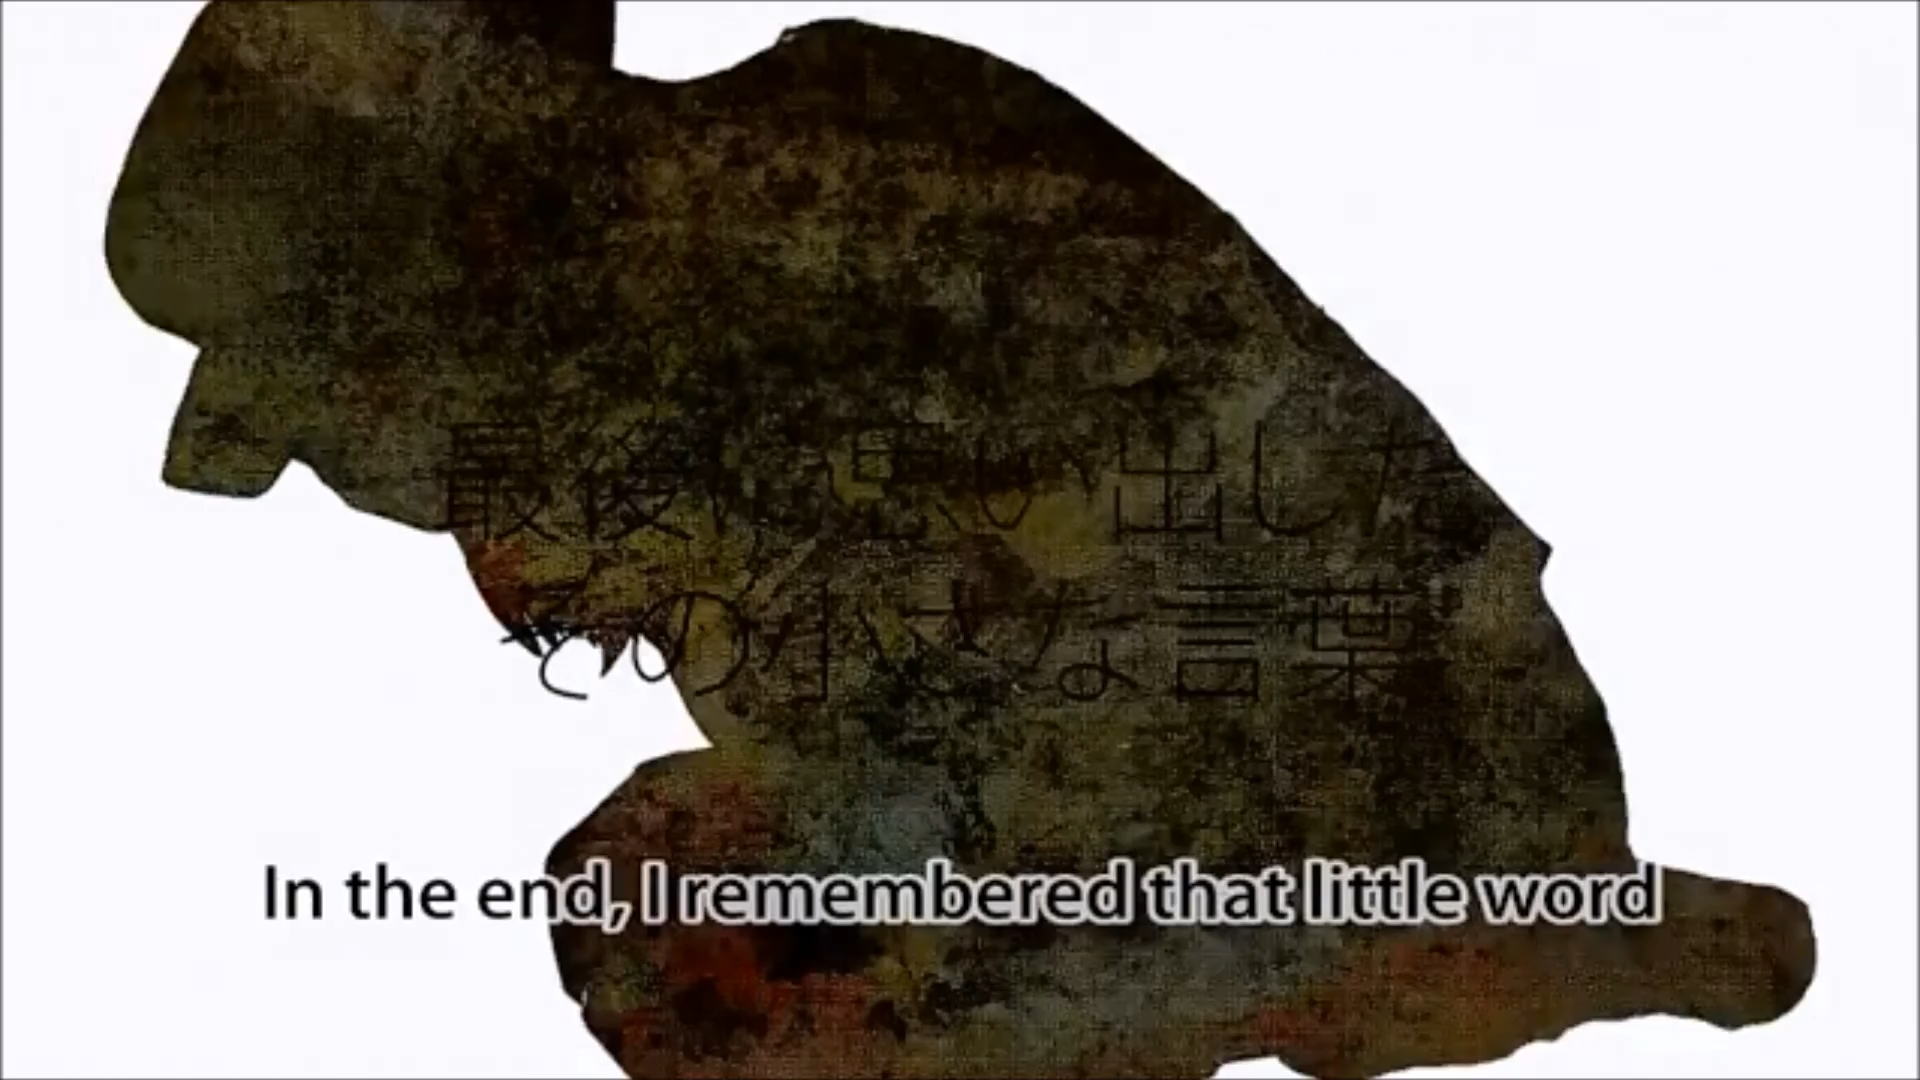 最後に思い出した
その小さな言葉
In the end, I remembered that little word